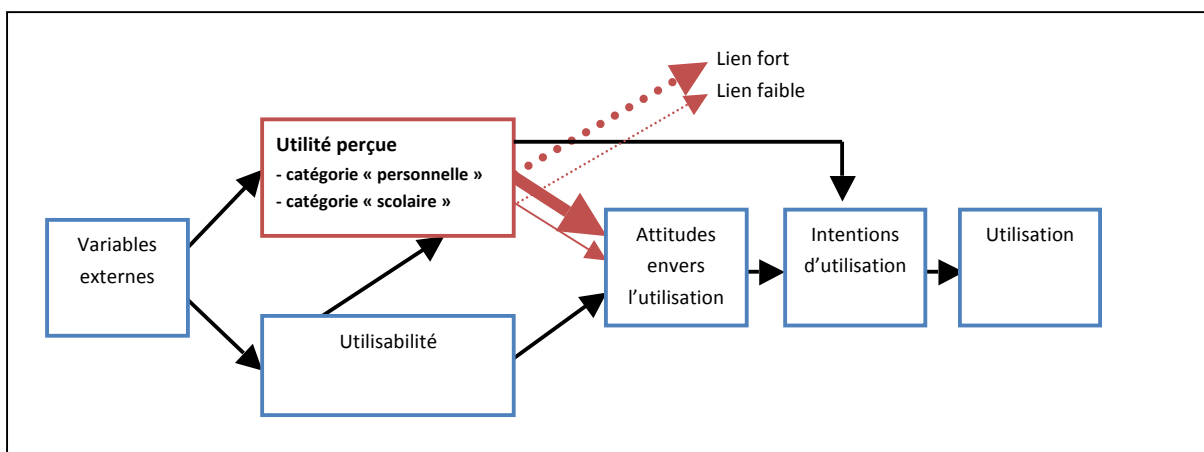 Lien fort
Lien faible
Utilité perçue
- catégorie « personnelle »
- catégorie « scolaire »
Variables
externes
Utilisabilité
Attitudes
envers
l’utilisation
Intentions
d’utilisation
Utilisation